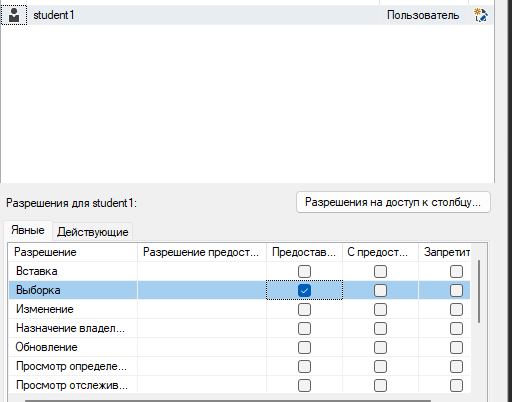 student1 Пользователь
Разрешения для student1: Разрешения на доступ к столбцу...
Явные Действующие
Разрешение Разрешение предост... Предостав... С предост... Запретит
Вставка
Выборка
Изменение
Назначение владел...
Обновление
Просмотр определе...
Просмотр отслежив...